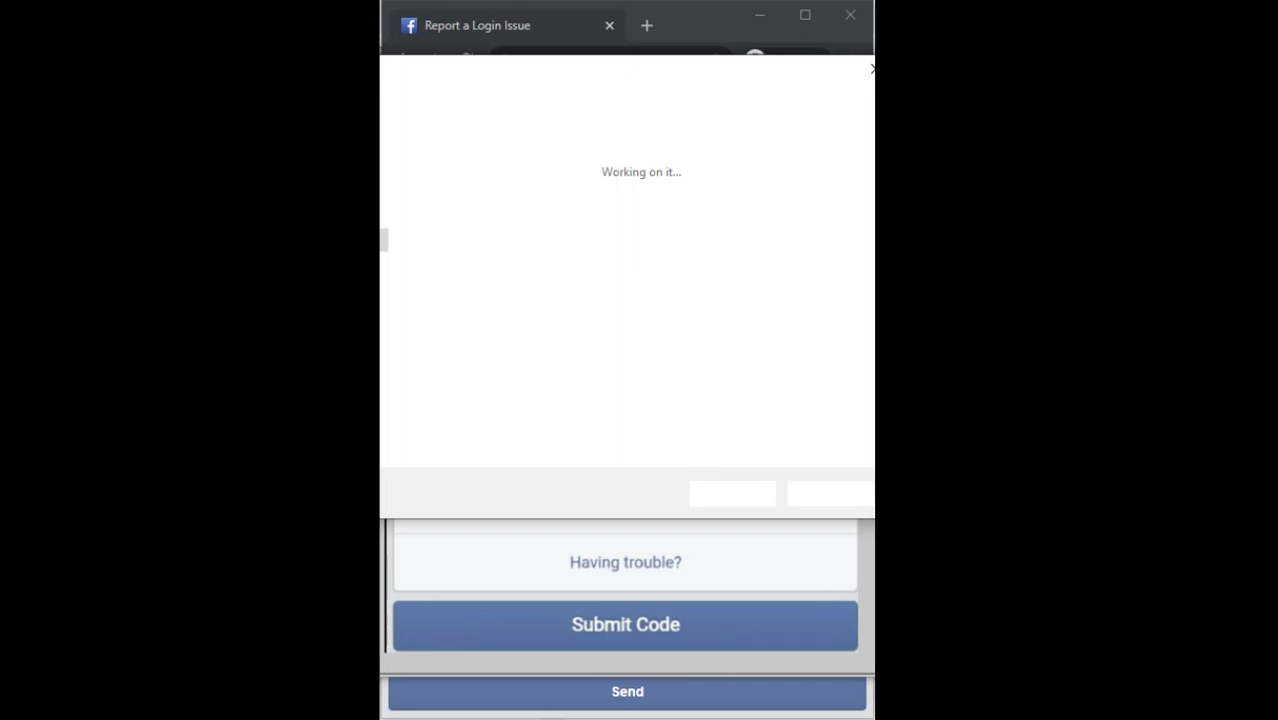 Report a Login Issue
Working on it...
Having trouble?
Submit Code
Send